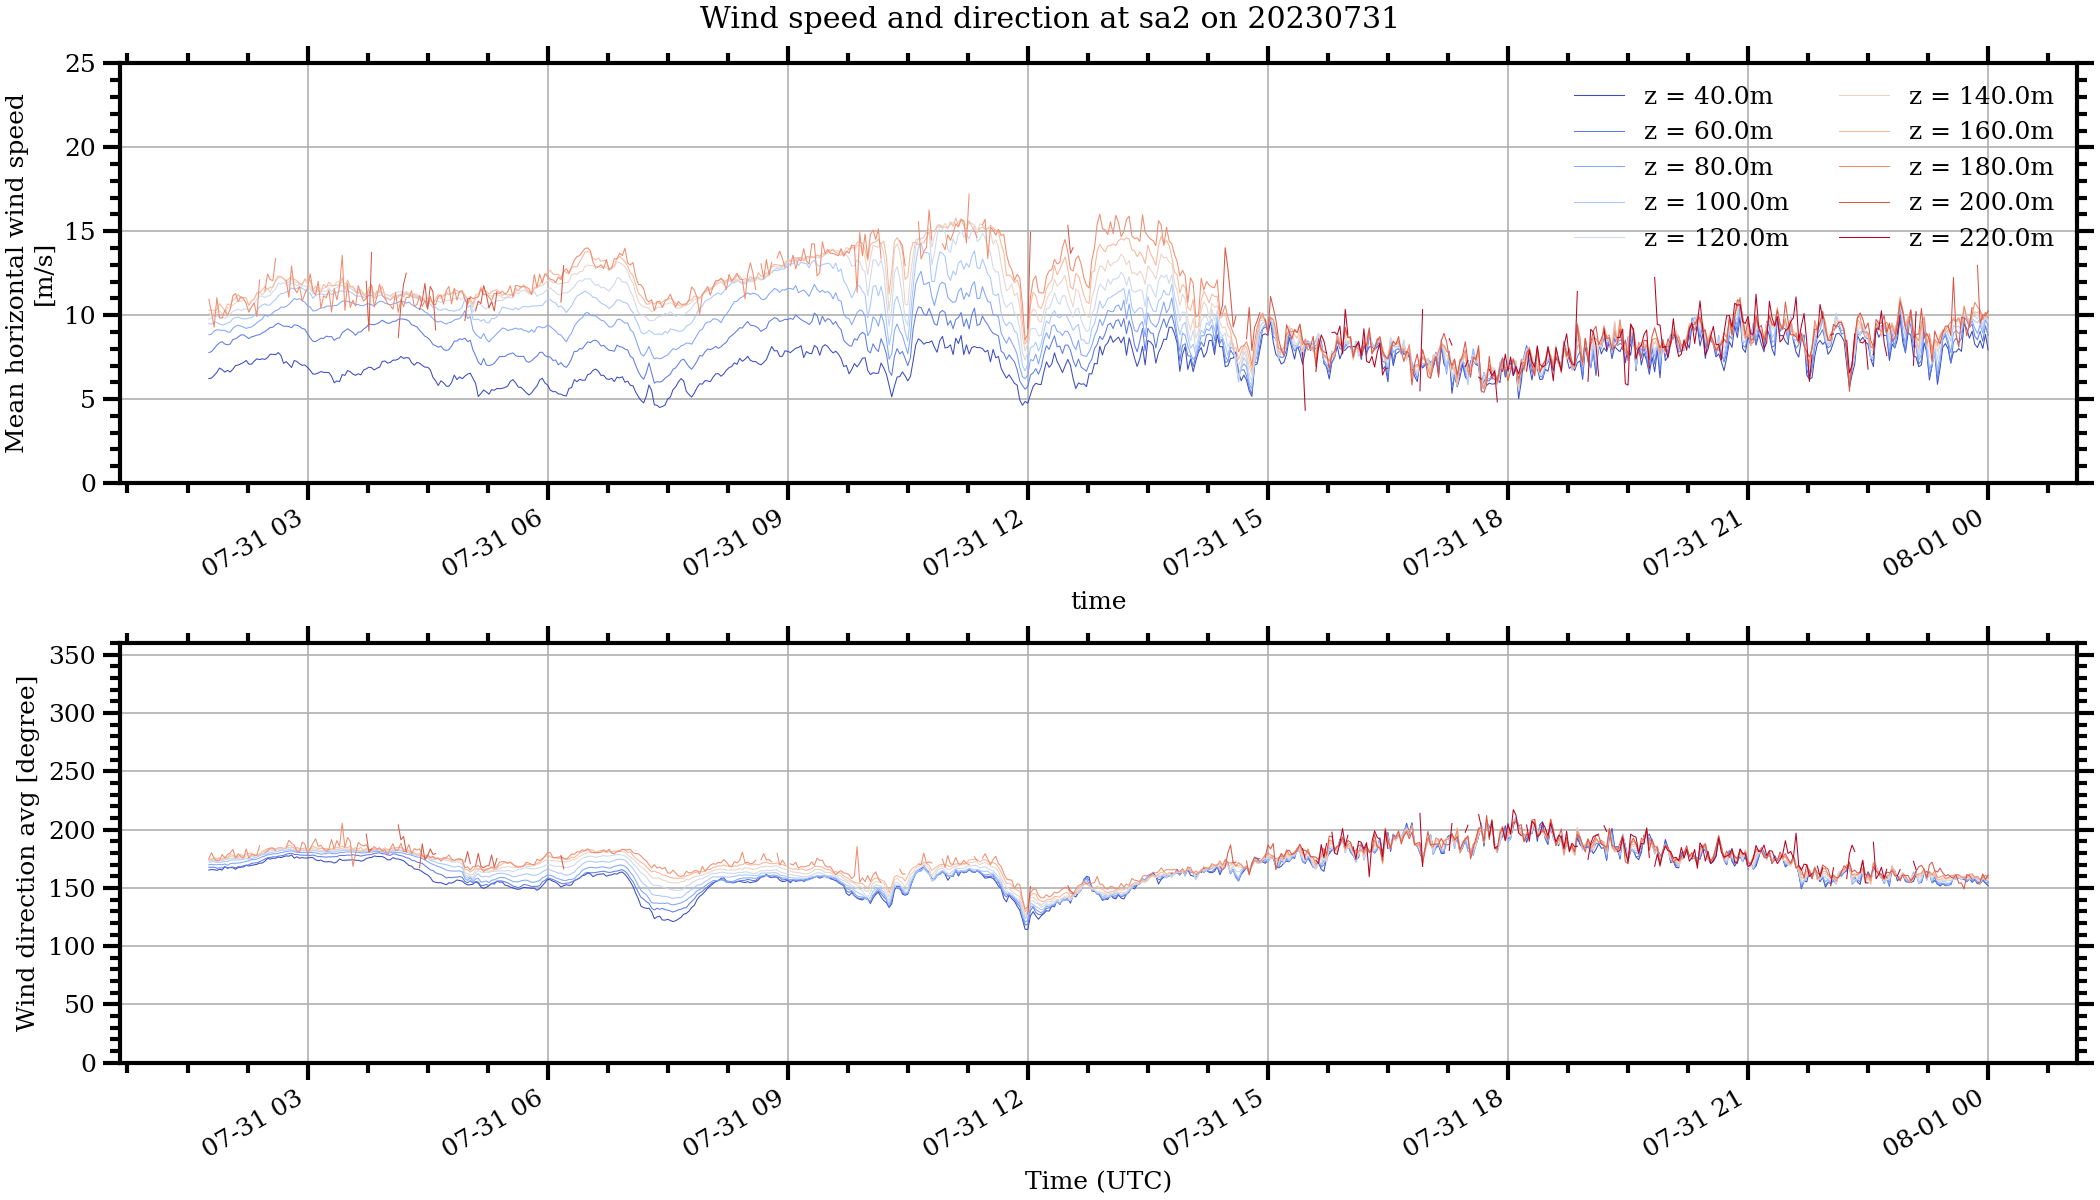 Wind speed and direction at sa2 on 20230731
Mean horizontal wind speed
[m/s]
25
20
15
10
5
0
z = 40.0m
z = 60.0m
z = 80.0m
z = 100.0m
z = 120.0m
z = 140.0m
z = 160.0m
z = 180.0m
z = 200.0m
z = 220.0m
07-31 03
07-31 06
07-31 09
07-31 12
07-31 15
07-31 18
07-31 21
08-01 00
time
Wind direction avg [degree]
350
300
250
200
150
100
50
0
07-31 03
07-31 06
07-31 09
07-31 12
07-31 15
07-31 18
07-31 21
08-01 00
Time (UTC)